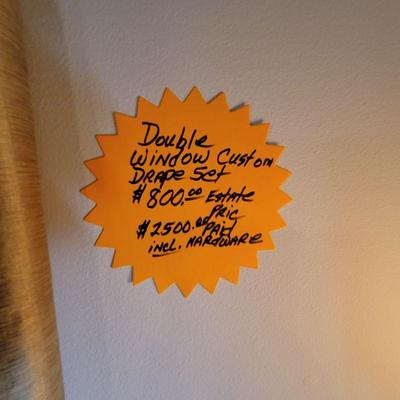 Double
Window Custom
Drape Set
$800.00 Estate
Pric
$2500.00 Paid
incl. HARDWARE